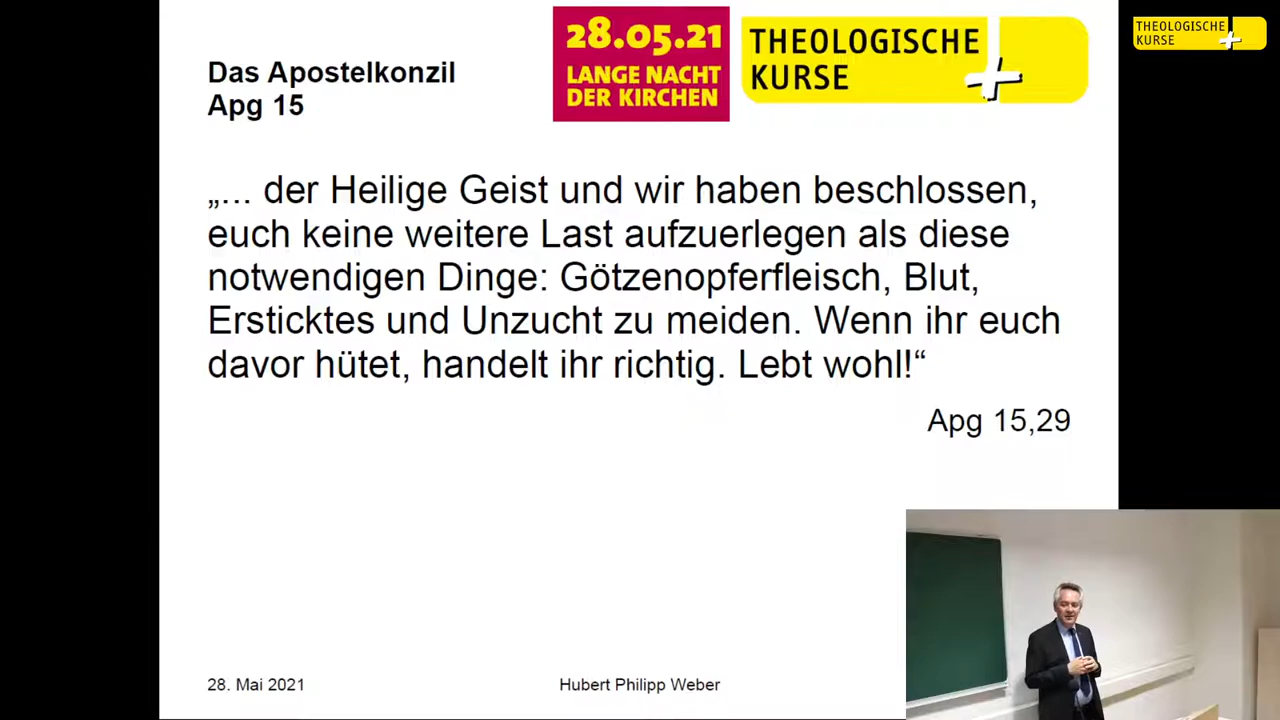 Das Apostelkonzil
Apg 15
28.05.21
LANGE NACHT
DER KIRCHEN
THEOLOGISCHE
KURSE
THEOLOGISCHE
KURSE
„... der Heilige Geist und wir haben beschlossen,
euch keine weitere Last aufzuerlegen als diese
notwendigen Dinge: Götzenopferfleisch, Blut,
Ersticktes und Unzucht zu meiden. Wenn ihr euch
davor hütet, handelt ihr richtig. Lebt wohl!“
Apg 15,29
28. Mai 2021
Hubert Philipp Weber